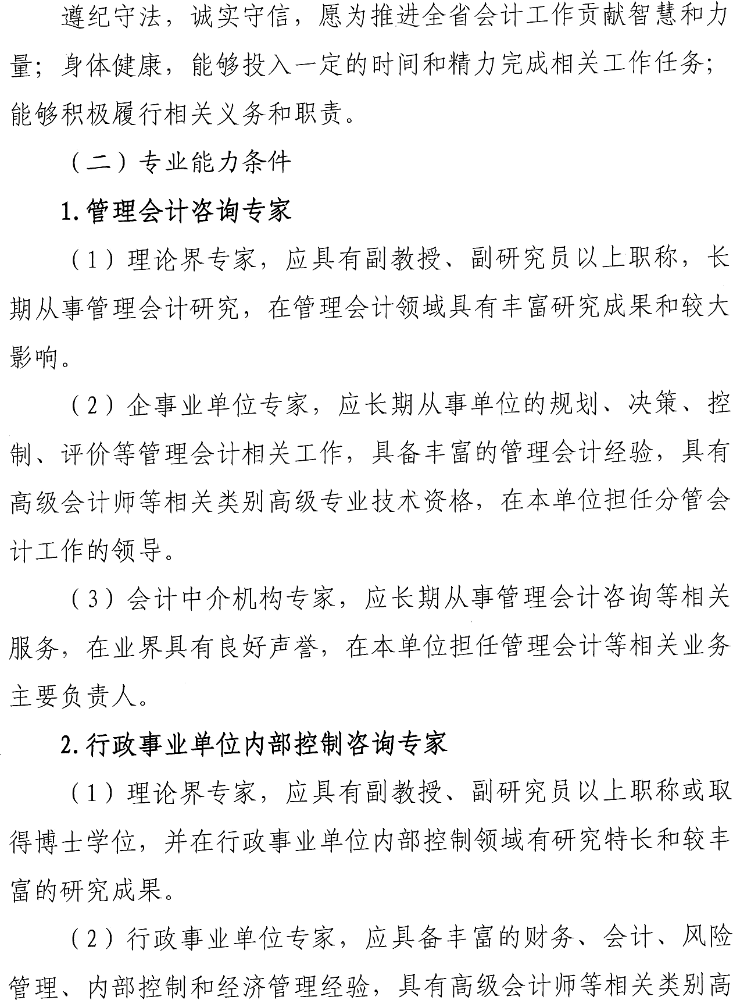 遵纪守法，诚实守信，愿为推进全省会计工作贡献智慧和力
量；身体健康，能够投入一定的时间和精力完成相关工作任务；
能够积极履行相关义务和职责。
（二）专业能力条件
1.管理会计咨询专家
（1）理论界专家，应具有副教授、副研究员以上职称，长
期从事管理会计研究，在管理会计领域具有丰富研究成果和较大
影响。
（2）企事业单位专家，应长期从事单位的规划、决策、控
制、评价等管理会计相关工作，具备丰富的管理会计经验，具有
高级会计师等相关类别高级专业技术资格，在本单位担任分管会
计工作的领导。
（3）会计中介机构专家，应长期从事管理会计咨询等相关
服务，在业界具有良好声誉，在本单位担任管理会计等相关业务
主要负责人。
2.行政事业单位内部控制咨询专家
（1）理论界专家，应具有副教授、副研究员以上职称或取
得博士学位，并在行政事业单位内部控制领域有研究特长和较丰
富的研究成果。
（2）行政事业单位专家，应具备丰富的财务、会计、风险
管理、内部控制和经济管理经验，具有高级会计师等相关类别高